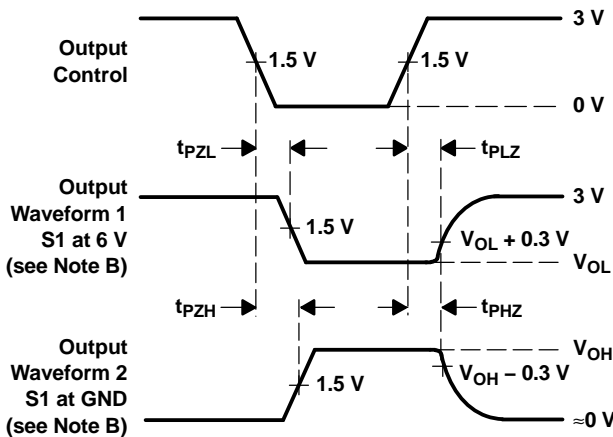 3 V
Output
Control
1.5 V
1.5 V
0 V
tPZL
tPLZ
Output
Waveform 1
S1 at 6 V
(see Note B)
3 V
1.5 V
VOL + 0.3 V
VOL
tPZH
tPHZ
Output
Waveform 2
S1 at GND
(see Note B)
VOH
1.5 V
VOH − 0.3 V
≈0 V